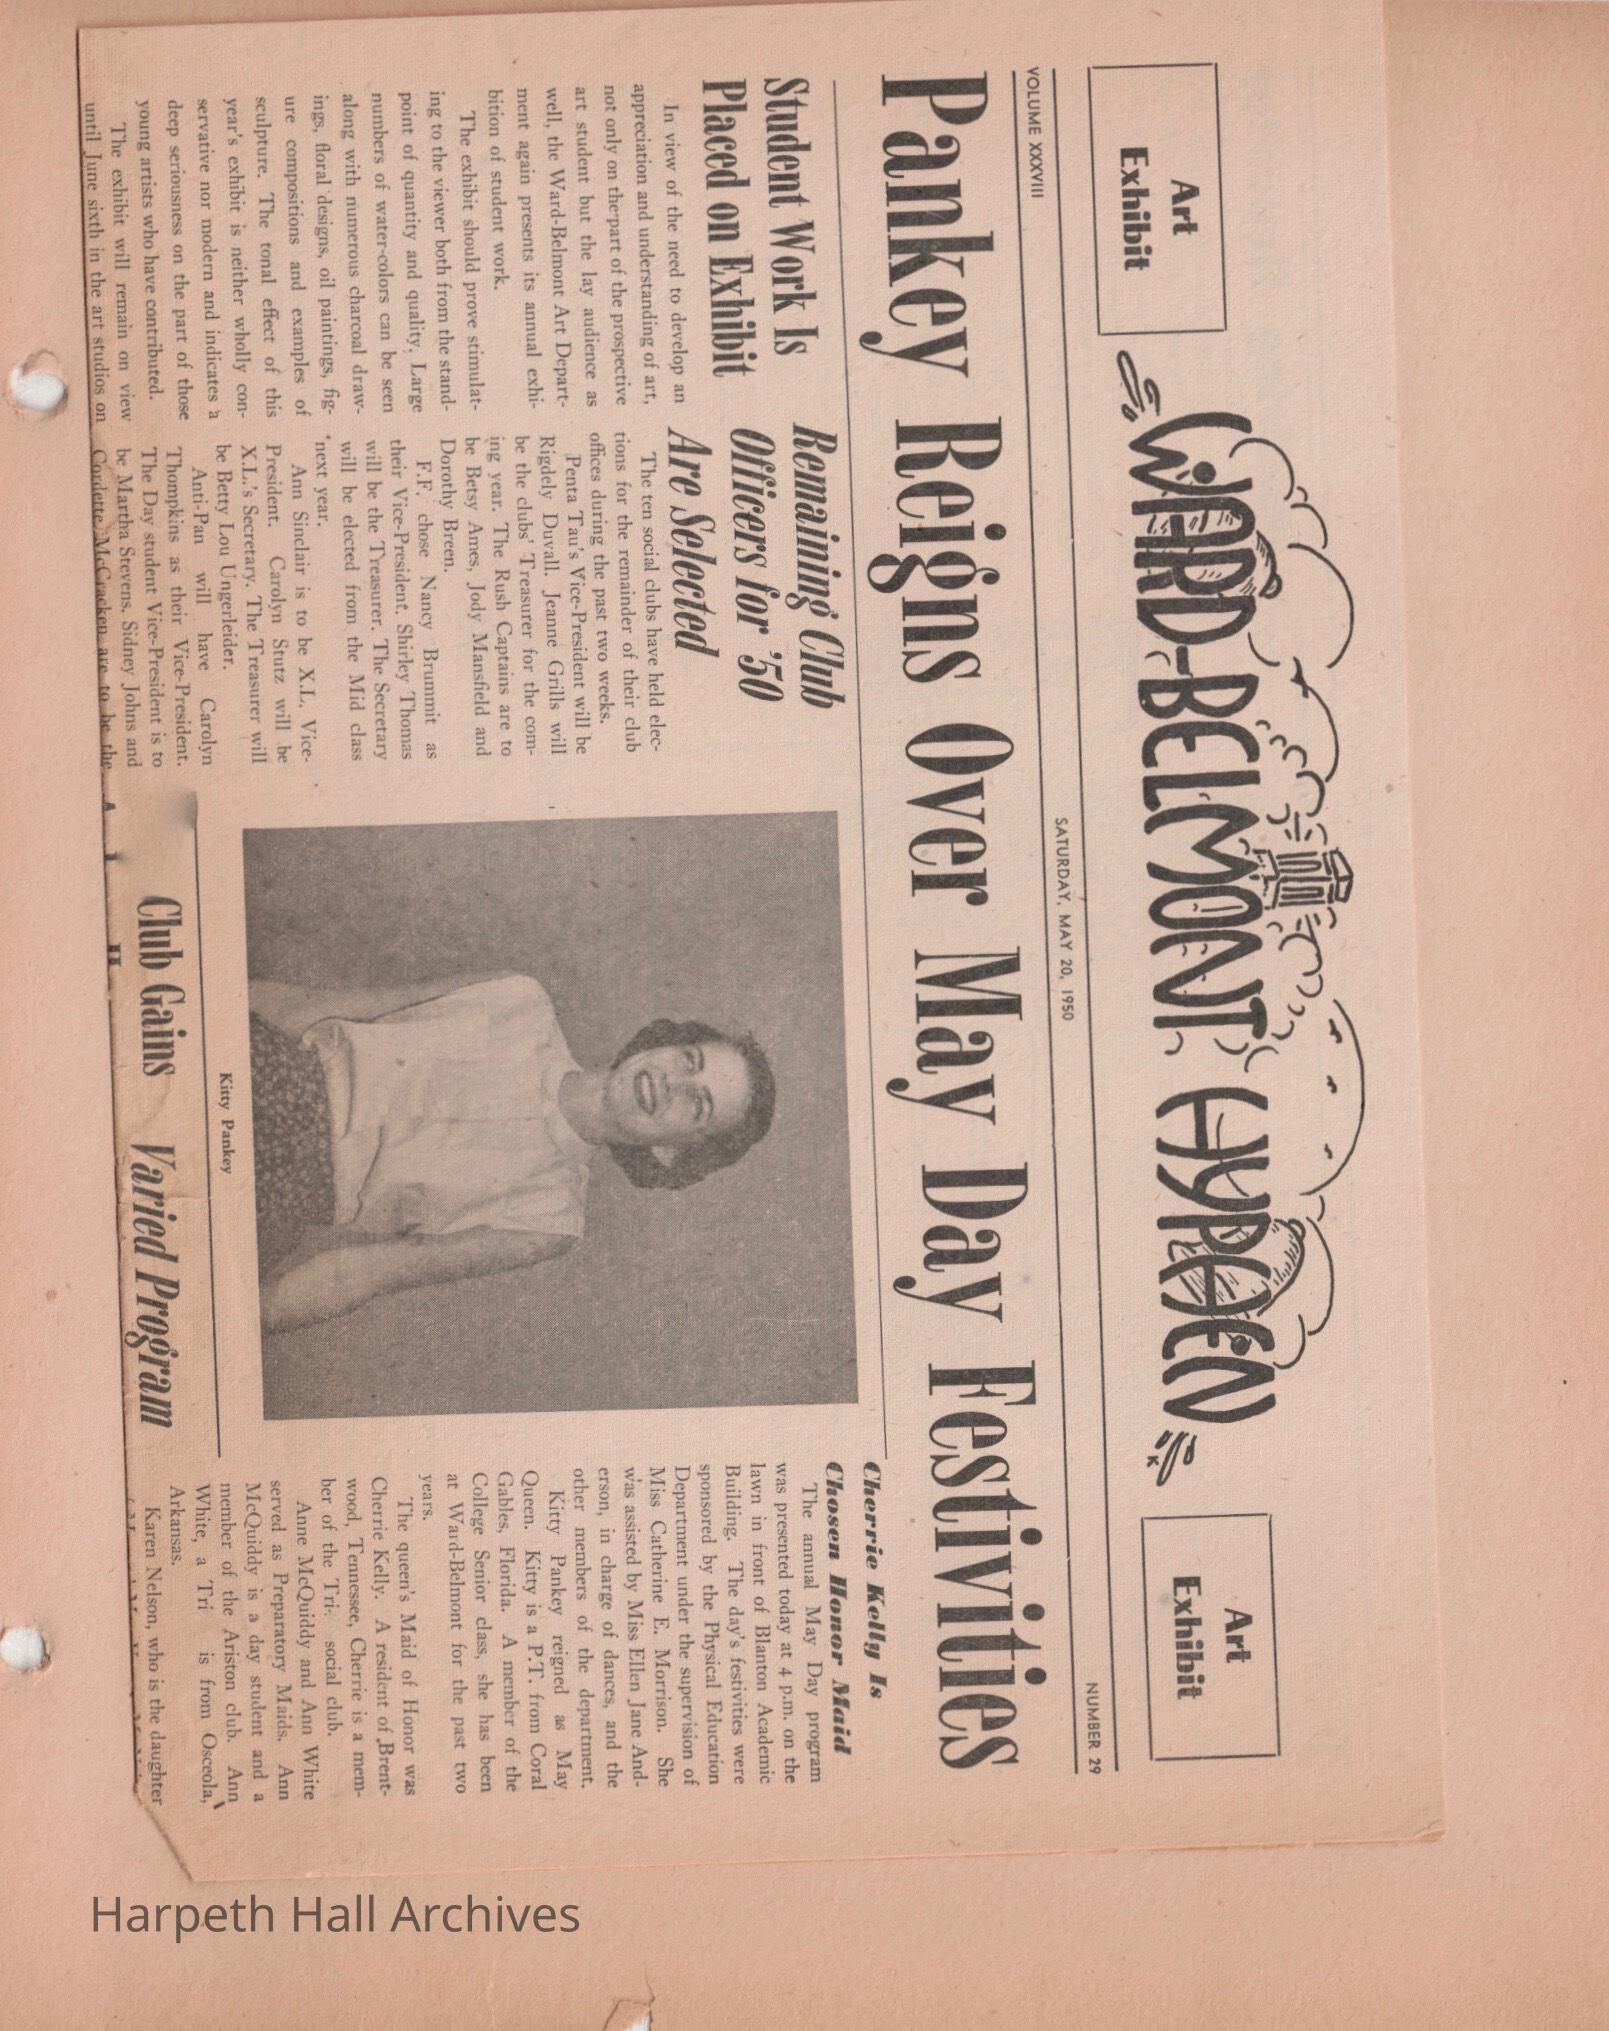 Art
Exhibit
WARD-BELMONT HYPHEN
Art
Exhibit
VOLUME XXXVIII
SATURDAY, MAY 20, 1950
NUMBER 29
Pankey Reigns Over May Day Festivities
Student Work Is
Placed on Exhibit
In view of the need to develop an
appreciation and understanding of art,
not only on the part of the prospective
art student but the lay audience as
well, the Ward-Belmont Art Depart-
ment again presents its annual exhi-
bition of student work.
The exhibit should prove stimulat-
ing to the viewer both from the stand-
point of quantity and quality. Large
numbers of water-colors can be seen
along with numerous charcoal draw-
ings, floral designs, oil paintings, fig-
ure compositions and examples of
sculpture. The tonal effect of this
year's exhibit is neither wholly con-
servative nor modern and indicates a
deep seriousness on the part of those
young artists who have contributed.
The exhibit will remain on view
until June sixth in the art studios on
Remaining Club
Officers for '50
Are Selected
The ten social clubs have held elec-
tions for the remainder of their club
offices during the past two weeks.
Penta Tau's Vice-President will be
Rigdely Duvall. Jeanne Grills will
be the clubs' Treasurer for the com-
ing year. The Rush Captains are to
be Betsy Ames, Jody Mansfield and
Dorothy Breen.
F.F. chose Nancy Brummit as
their Vice-President. Shirley Thomas
will be the Treasurer. The Secretary
will be elected from the Mid class
next year.
Ann Sinclair is to be X.L. Vice-
President. Carolyn Stutz will be
X.L.'s Secretary. The Treasurer will
be Betty Lou Ungerleider.
Anti-Pan will have Carolyn
Thompkins as their Vice-President.
The Day student Vice-President is to
be Martha Stevens. Sidney Johns and
Cordette McCracken are to be the
Kitty Pankey
Club Gains
Varied Program
Cherrie Kelly Is
Chosen Honor Maid
The annual May Day program
was presented today at 4 p.m. on the
lawn in front of Blanton Academic
Building. The day's festivities were
sponsored by the Physical Education
Department under the supervision of
Miss Catherine E. Morrison. She
was assisted by Miss Ellen Jane And-
erson, in charge of dances, and the
other members of the department.
Kitty Pankey reigned as May
Queen. Kitty is a P.T. from Coral
Gables, Florida. A member of the
College Senior class, she has been
at Ward-Belmont for the past two
years.
The queen's Maid of Honor was
Cherrie Kelly. A resident of Brent-
wood, Tennessee, Cherrie is a mem-
ber of the Tri. social club.
Anne McQuiddy and Ann White
served as Preparatory Maids. Ann
McQuiddy is a day student and a
member of the Ariston club. Ann
White, a Tri is from Osceola,
Arkansas.
Karen Nelson, who is the daughter
Harpeth Hall Archives